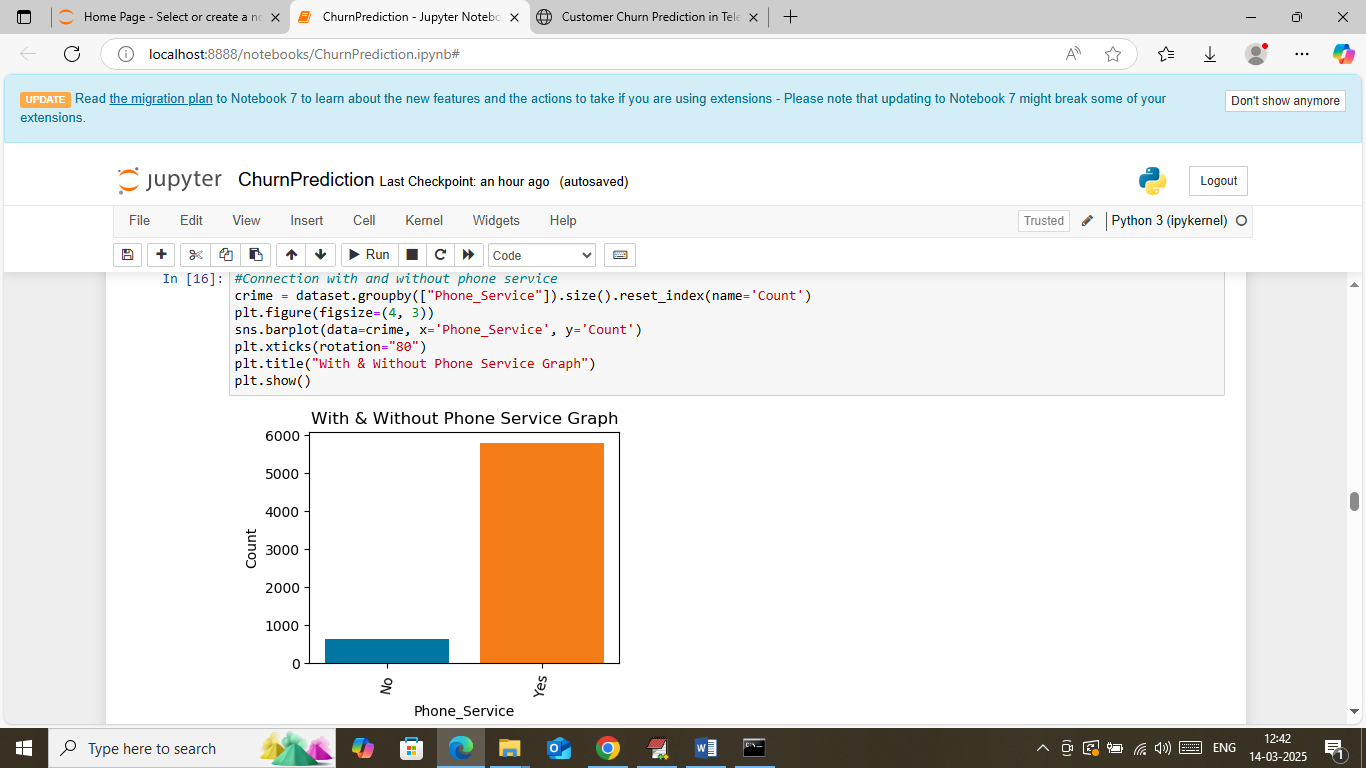 Home Page - Select or create a no
ChurnPrediction - Jupyter Notebo
Customer Churn Prediction in Tele
localhost:8888/notebooks/ChurnPrediction.ipynb#
UPDATE Read the migration plan to Notebook 7 to learn about the new features and the actions to take if you are using extensions - Please note that updating to Notebook 7 might break some of your
extensions.
Don't show anymore
jupyter ChurnPrediction Last Checkpoint: an hour ago (autosaved)
Logout
File Edit View Insert Cell Kernel Widgets Help
Trusted
Python 3 (ipykernel)
Run
Code
In [16]: #Connection with and without phone service
crime = dataset.groupby(["Phone_Service"]).size().reset_index(name='Count')
plt.figure(figsize=(4, 3))
sns.barplot(data=crime, x='Phone_Service', y='Count')
plt.xticks(rotation="80")
plt.title("With & Without Phone Service Graph")
plt.show()
With & Without Phone Service Graph
6000
5000
4000
3000
2000
1000
0
Count
No
Yes
Phone_Service
Type here to search
ENG
12:42
14-03-2025
1